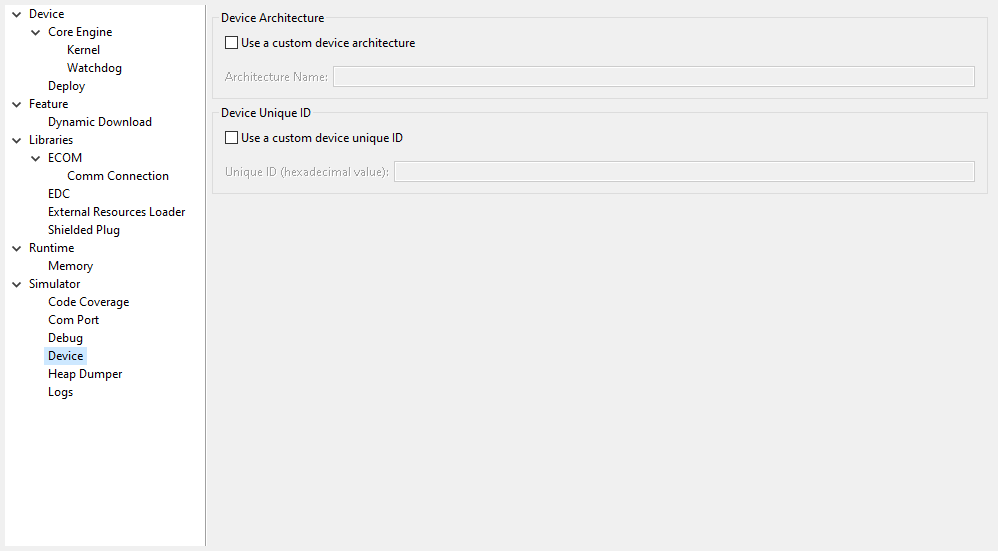 Device
Core Engine
Kernel
Watchdog
Deploy
Feature
Dynamic Download
Libraries
ECOM
Comm Connection
EDC
External Resources Loader
Shielded Plug
Runtime
Memory
Simulator
Code Coverage
Com Port
Debug
Device
Heap Dumper
Logs
Device Architecture
Use a custom device architecture
Architecture Name:
Device Unique ID
Use a custom device unique ID
Unique ID (hexadecimal value):